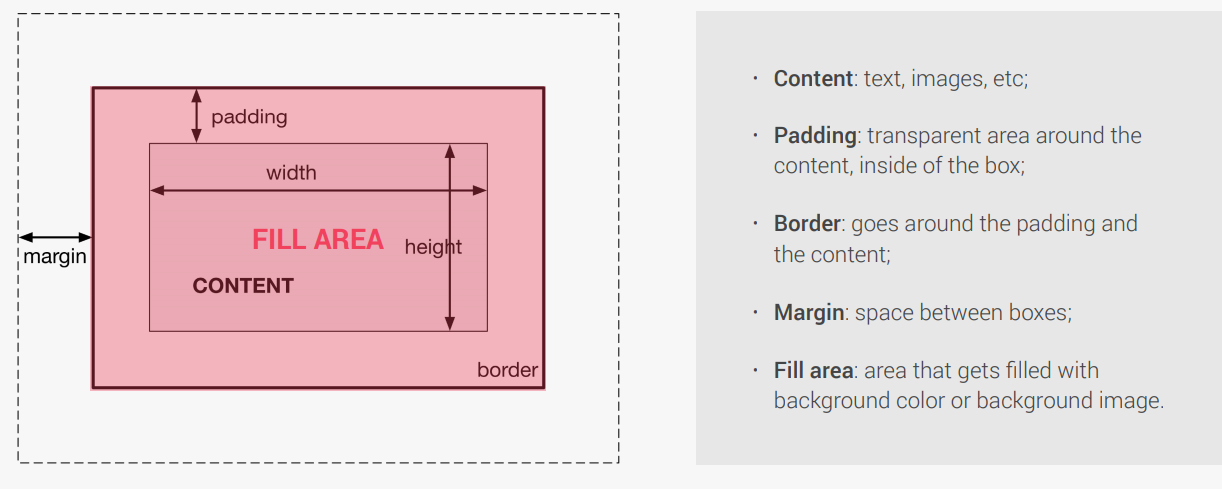 padding
width
FILL AREA
height
margin
CONTENT
border
· Content: text, images, etc;
· Padding: transparent area around the
content, inside of the box;
· Border: goes around the padding and
the content;
· Margin: space between boxes;
· Fill area: area that gets filled with
background color or background image.